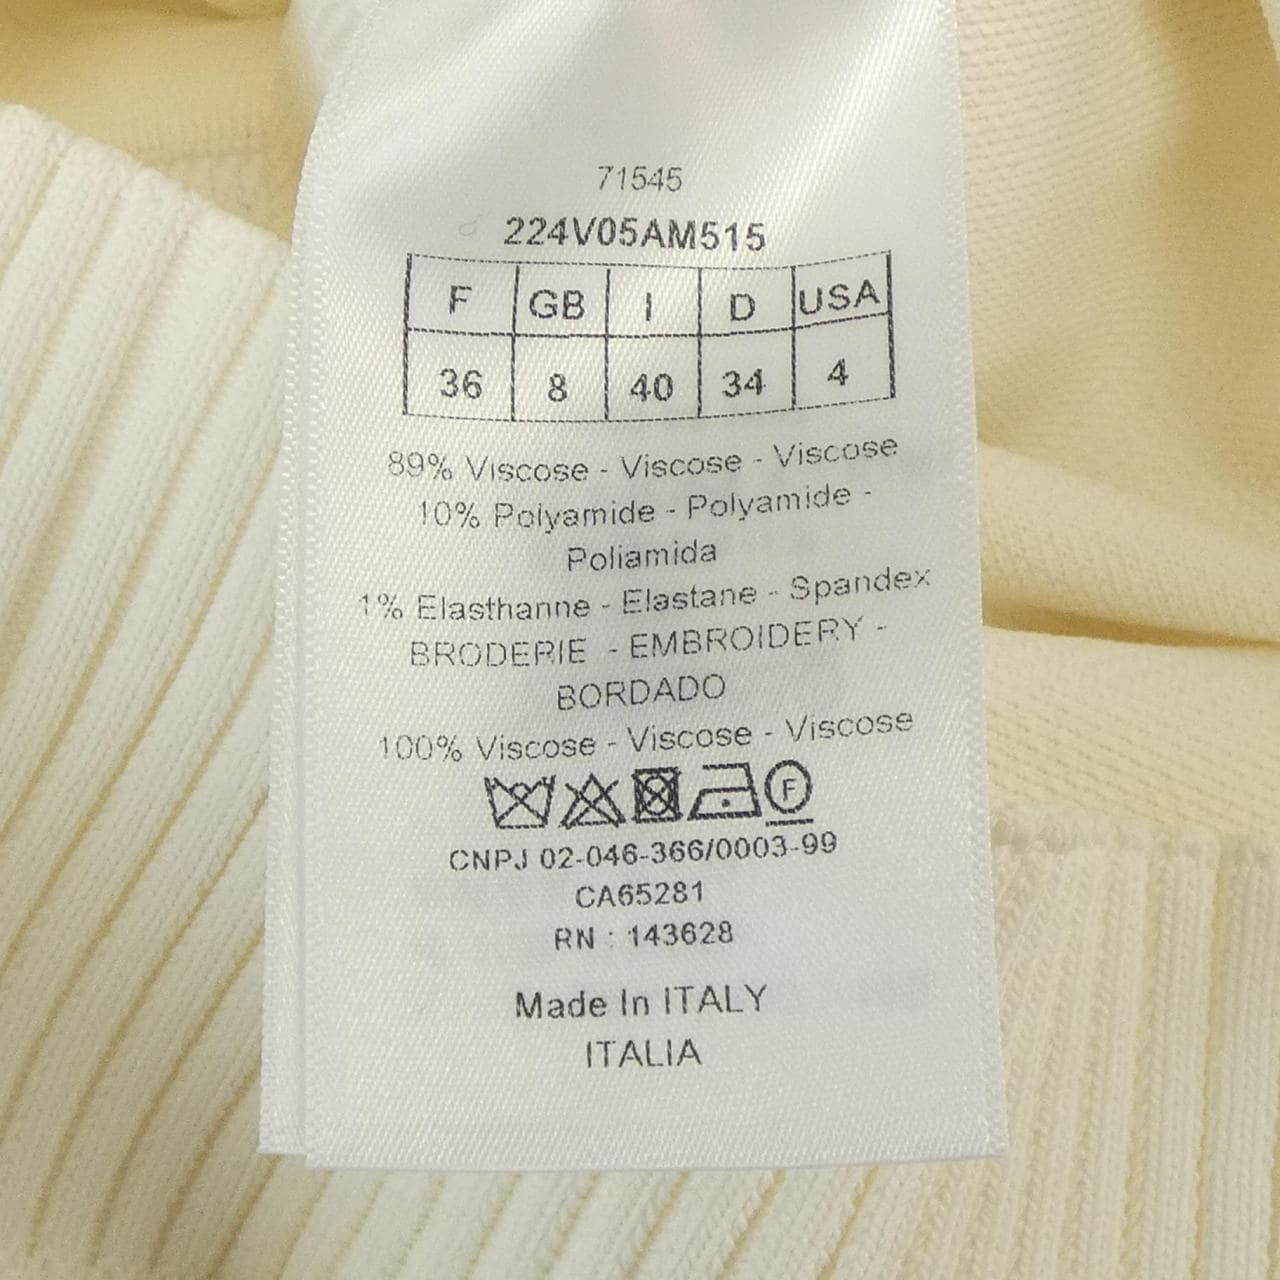 71545
224V05AM515
F GB I D USA
36 8 40 34 4
89% Viscose - Viscose - Viscose
10% Polyamide - Polyamide -
Poliamida
1% Elasthanne - Elastane - Spandex
BRODERIE - EMBROIDERY -
BORDADO
100% Viscose - Viscose - Viscose
F
CNPJ 02-046-366/0003-99
CA65281
RN : 143628
Made In ITALY
ITALIA